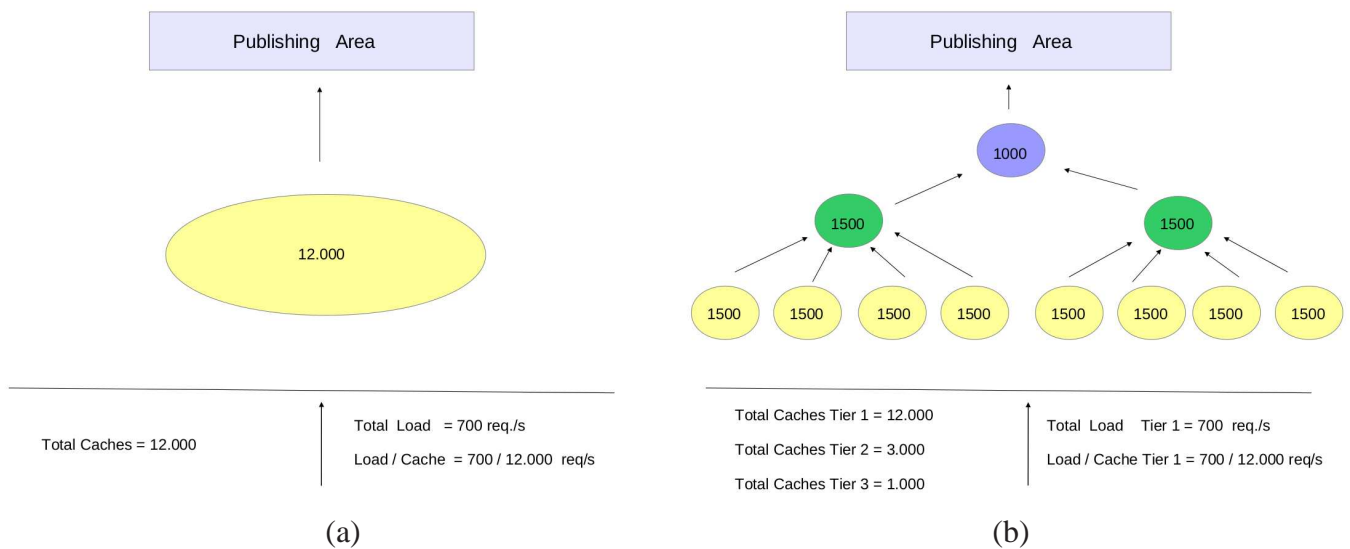 Publishing Area
12.000
Total Caches = 12.000
Total Load = 700 req./s
Load / Cache = 700 / 12.000 req/s
(a)
Publishing Area
1000
1500
1500
1500
1500
1500
1500
1500
1500
1500
1500
Total Caches Tier 1 = 12.000
Total Caches Tier 2 = 3.000
Total Caches Tier 3 = 1.000
Total Load Tier 1 = 700 req./s
Load / Cache Tier 1 = 700 / 12.000 req/s
(b)